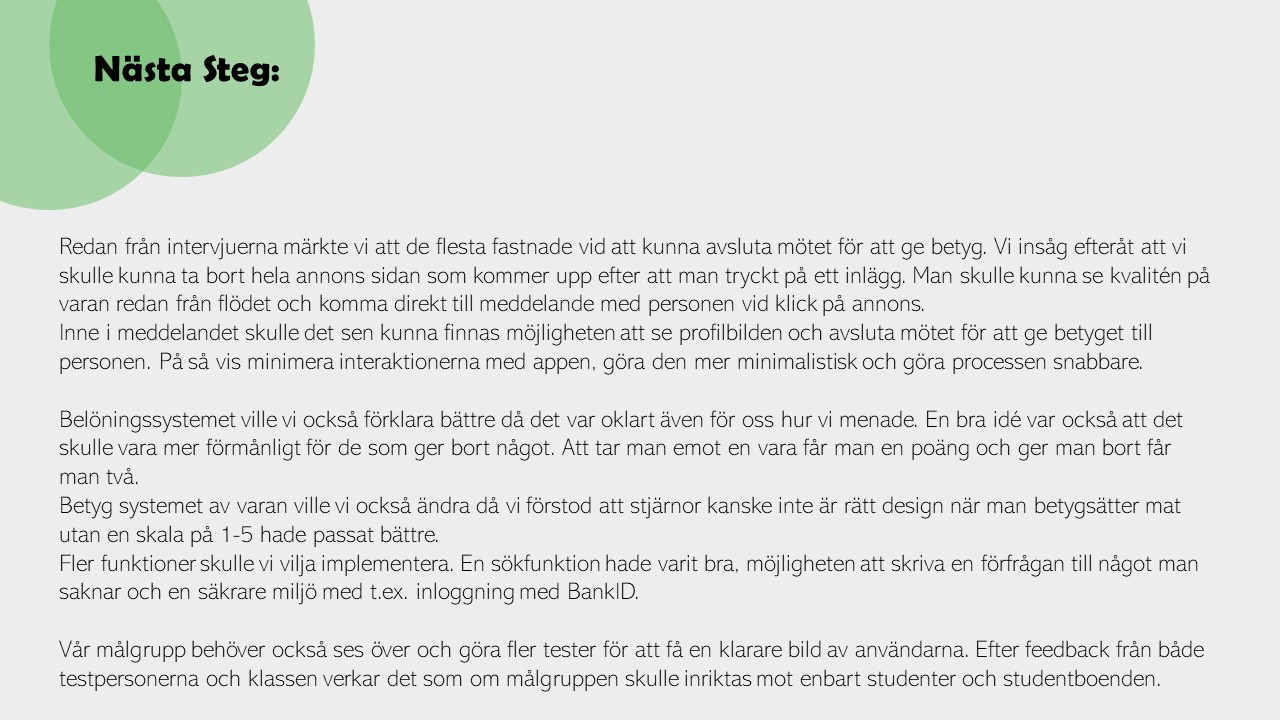 Nästa Steg:
Redan från intervjuerna märkte vi att de flesta fastnade vid att kunna avsluta mötet för att ge betyg. Vi insåg efteråt att vi
skulle kunna ta bort hela annons sidan som kommer upp efter att man tryckt på ett inlägg. Man skulle kunna se kvalitén på
varan redan från flödet och komma direkt till meddelande med personen vid klick på annons.
Inne i meddelandet skulle det sen kunna finnas möjligheten att se profilbilden och avsluta mötet för att ge betyget till
personen. På så vis minimera interaktionerna med appen, göra den mer minimalistisk och göra processen snabbare.
Belöningssystemet ville vi också förklara bättre då det var oklart även för oss hur vi menade. En bra idé var också att det
skulle vara mer förmånligt för de som ger bort något. Att tar man emot en vara får man en poäng och ger man bort får
man två.
Betyg systemet av varan ville vi också ändra då vi förstod att stjärnor kanske inte är rätt design när man betygsätter mat
utan en skala på 1-5 hade passat bättre.
Fler funktioner skulle vi vilja implementera. En sökfunktion hade varit bra, möjligheten att skriva en förfrågan till något man
saknar och en säkrare miljö med t.ex. inloggning med BankID.
Vår målgrupp behöver också ses över och göra fler tester för att få en klarare bild av användarna. Efter feedback från både
testpersonerna och klassen verkar det som om målgruppen skulle inriktas mot enbart studenter och studentboenden.